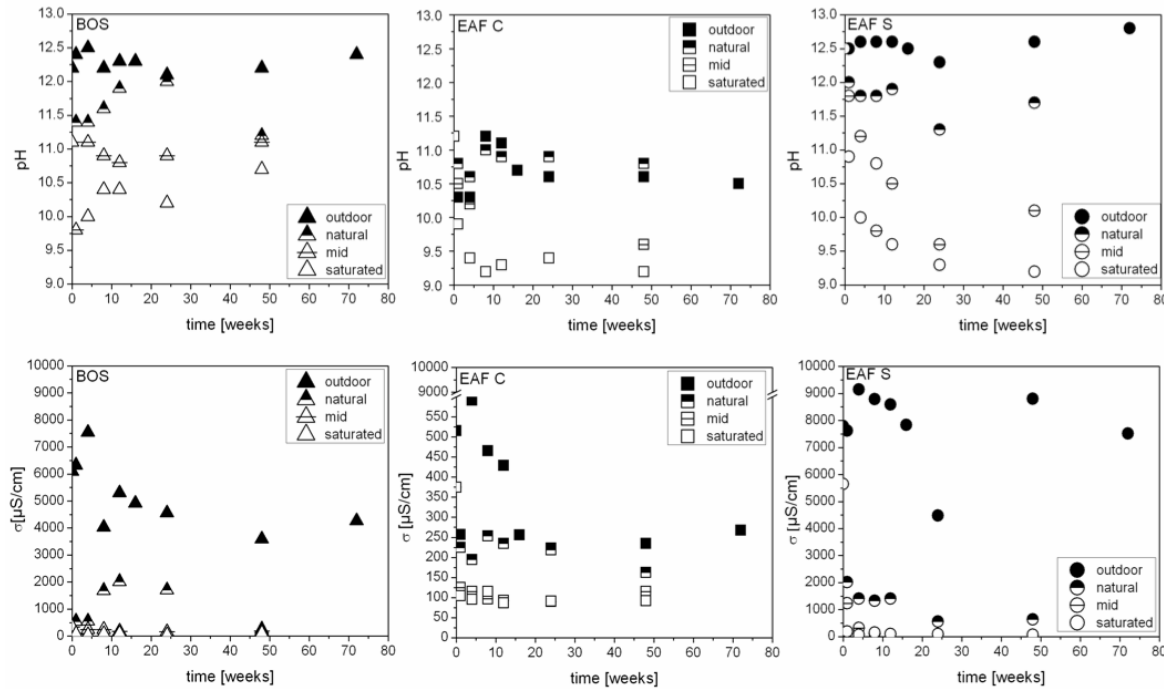 BOS
EAF C
EAF S
13.0
12.5
12.0
11.5
11.0
10.5
10.0
9.5
9.0
pH
outdoor
natural
mid
saturated
0 10 20 30 40 50 60 70 80
time [weeks]
13.0
12.5
12.0
11.5
11.0
10.5
10.0
9.5
9.0
pH
outdoor
natural
mid
saturated
0 10 20 30 40 50 60 70 80
time [weeks]
13.0
12.5
12.0
11.5
11.0
10.5
10.0
9.5
9.0
pH
outdoor
natural
mid
saturated
0 10 20 30 40 50 60 70 80
time [weeks]
BOS
EAF C
EAF S
10000
9000
8000
7000
6000
5000
4000
3000
2000
1000
0
σ[µS/cm]
outdoor
natural
mid
saturated
0 10 20 30 40 50 60 70 80
time [weeks]
10000
9000
550
500
450
400
350
300
250
200
150
100
50
0
σ [µS/cm]
outdoor
natural
mid
saturated
0 10 20 30 40 50 60 70 80
time [weeks]
10000
9000
8000
7000
6000
5000
4000
3000
2000
1000
0
σ [µS/cm]
outdoor
natural
mid
saturated
0 10 20 30 40 50 60 70 80
time [weeks]